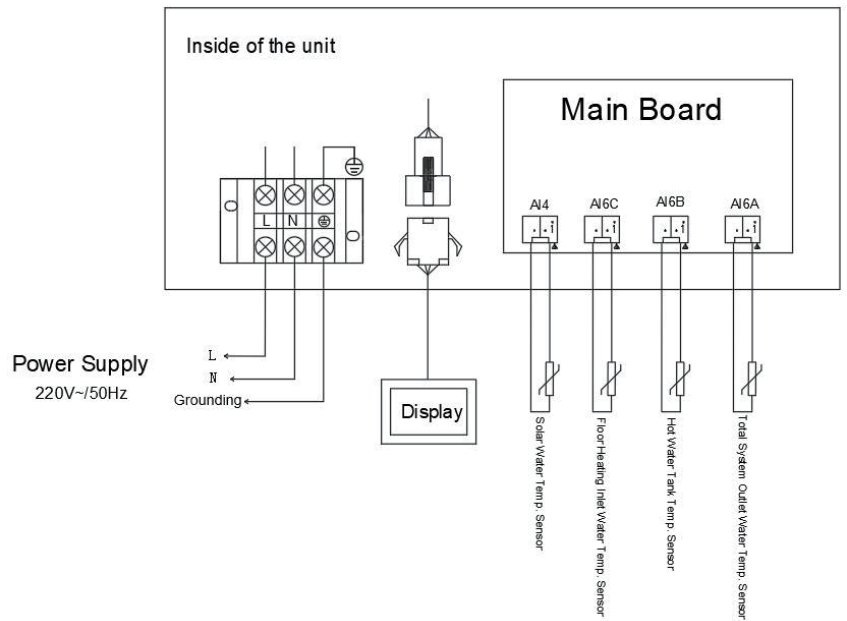 Inside of the unit
Main Board
AI4
AI6C
AI6B
AI6A
L
N
L
N
Grounding
Power Supply
220V~/50Hz
Display
Solar Water Temp. Sensor
Floor Heating Inlet Water Temp. Sensor
Hot Water Tank Temp. Sensor
Total System Outlet Water Temp. Sensor